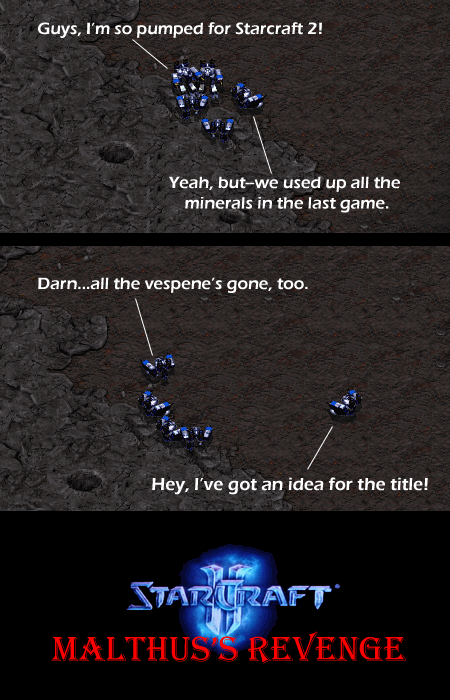 Guys, I'm so pumped for Starcraft 2!
Yeah, but–we used up all the
minerals in the last game.
Darn...all the vespene's gone, too.
Hey, I've got an idea for the title!
STARCRAFT II
MALTHUS'S REVENGE